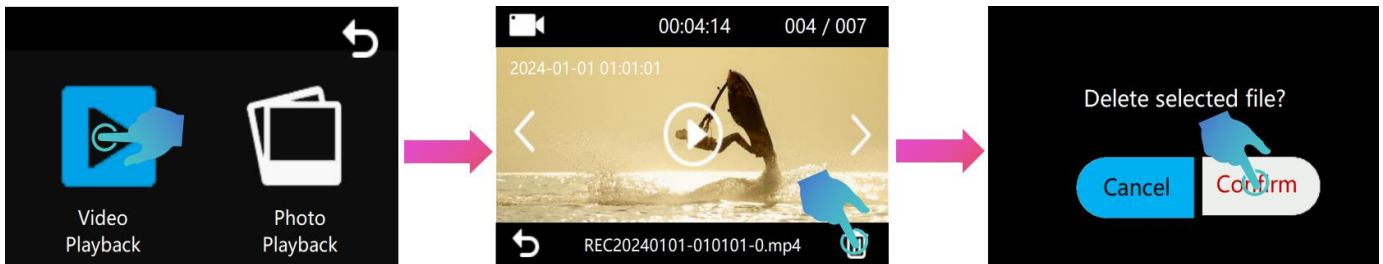 Video
Playback
Photo
Playback
00:04:14 004 / 007
2024-01-01 01:01:01
REC20240101-010101-0.mp4
Delete selected file?
Cancel Confirm